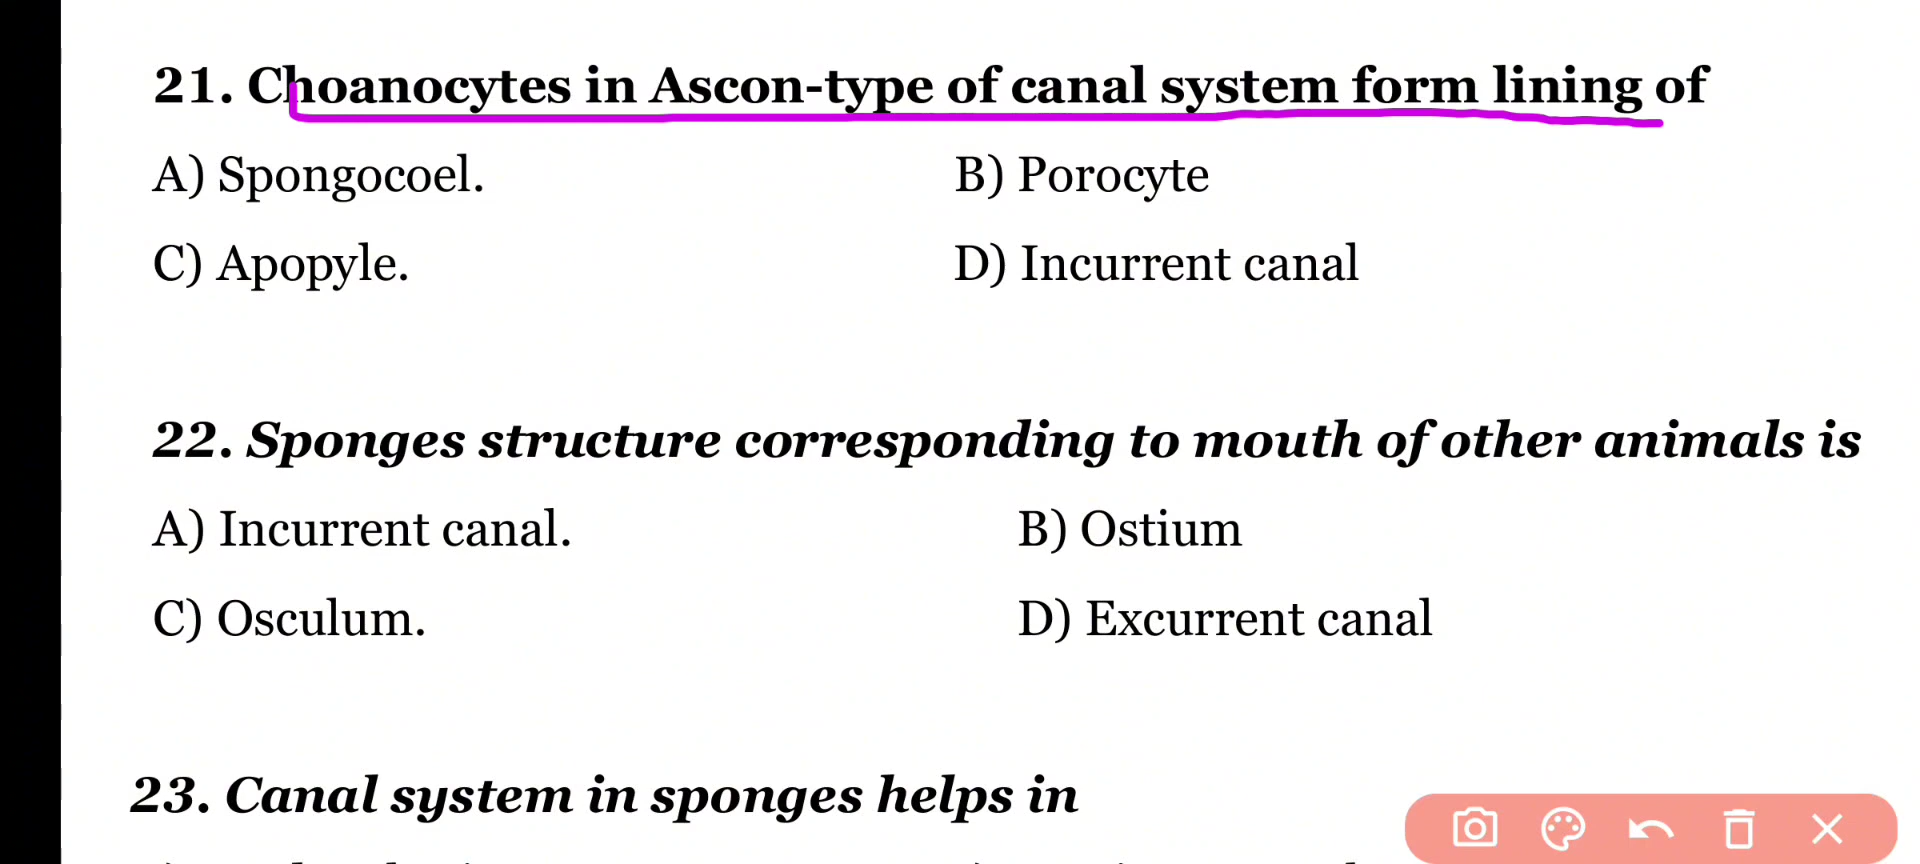 21. Choanocytes in Ascon-type of canal system form lining of
A) Spongocoel. B) Porocyte
C) Apopyle. D) Incurrent canal
22. Sponges structure corresponding to mouth of other animals is
A) Incurrent canal. B) Ostium
C) Osculum. D) Excurrent canal
23. Canal system in sponges helps in